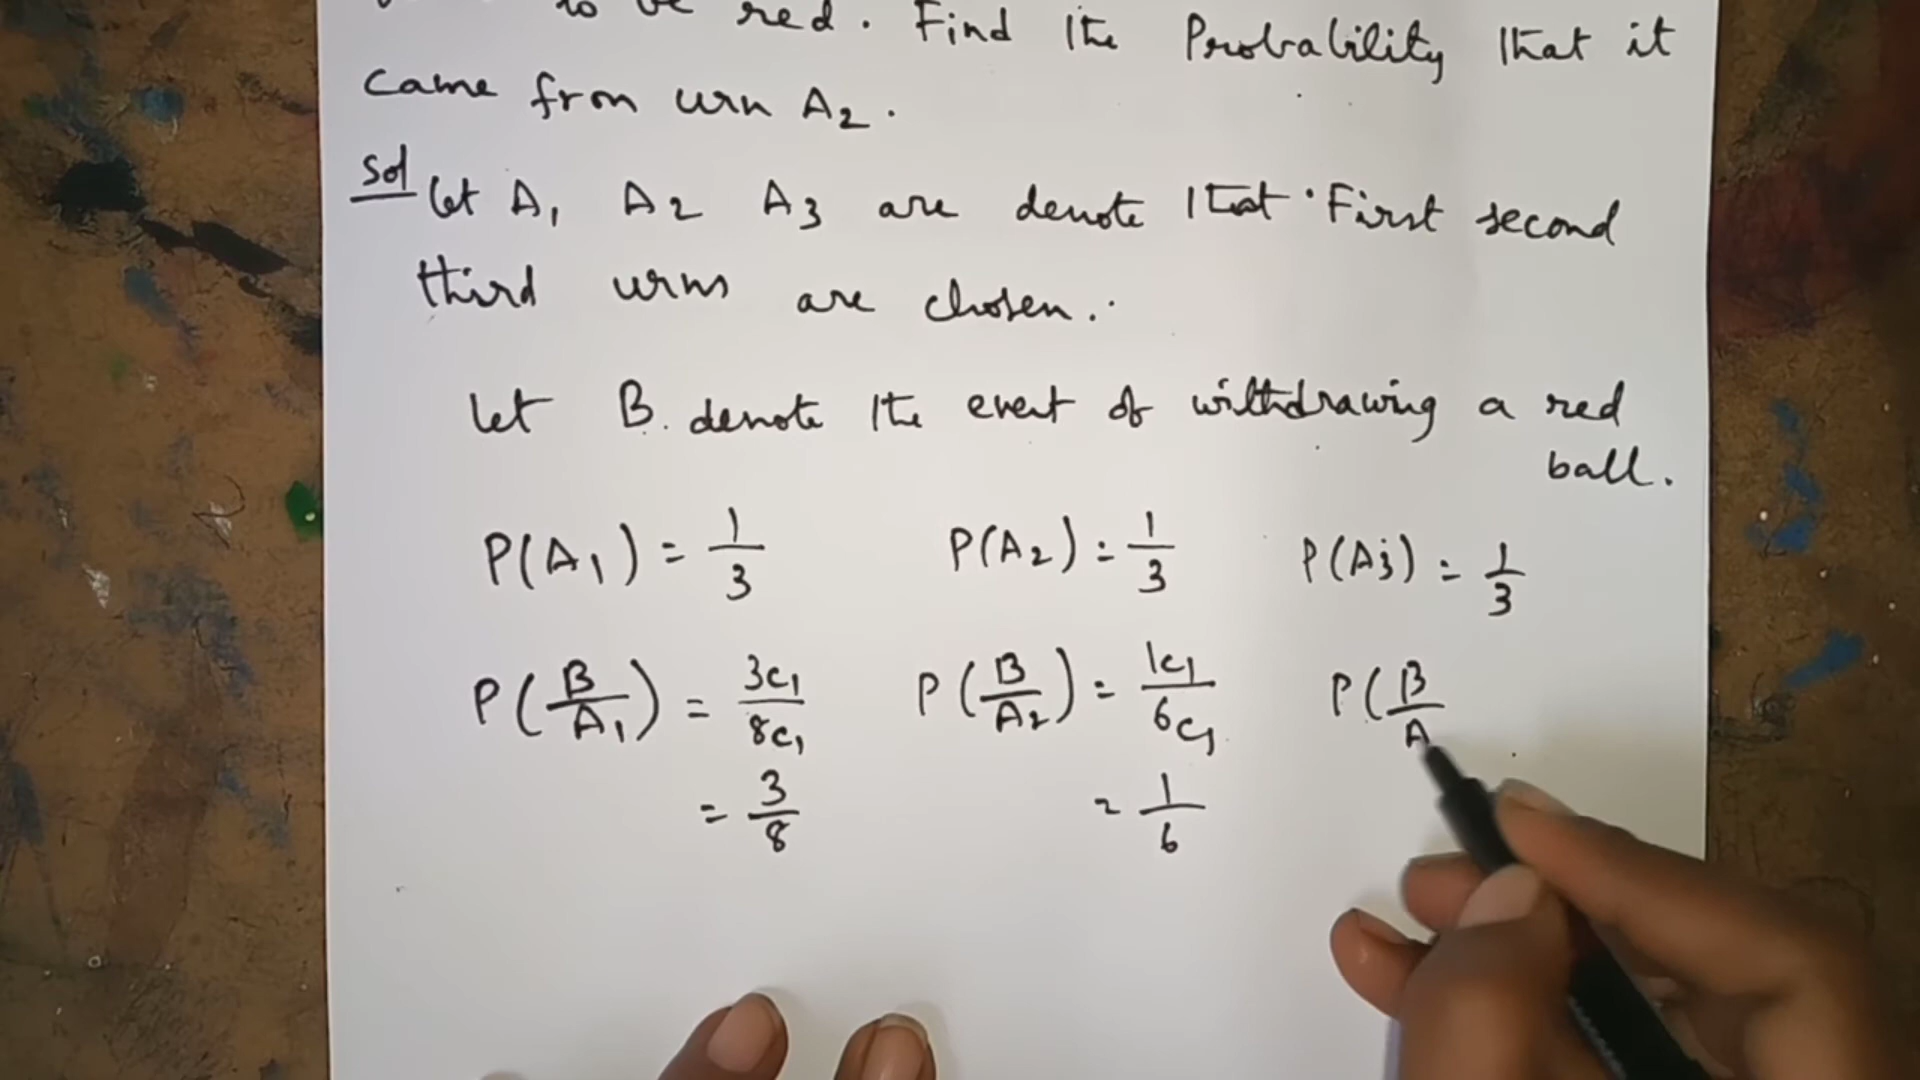 to be red. Find the Probability that it
came from urn A2.
Sol let A1 A2 A3 are denote that First second
third urns are chosen.
let B. denote the event of withdrawing a red
ball.
P(A1) = 1/3 P(A2) = 1/3 P(A3) = 1/3
P(B/A1) = 3C1/8C1 P(B/A2) = 1C1/6C1 P(B/A
= 3/8 = 1/6